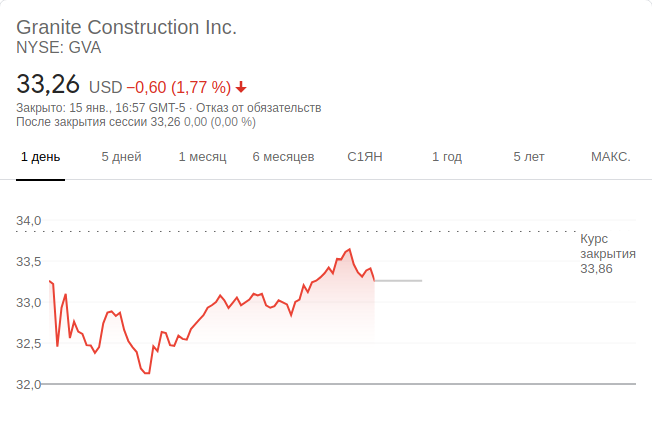 Granite Construction Inc.
NYSE: GVA
33,26 USD −0,60 (1,77 %)
Закрыто: 15 янв., 16:57 GMT-5 · Отказ от обязательств
После закрытия сессии 33,26 0,00 (0,00 %)
1 день 5 дней 1 месяц 6 месяцев С1ЯН 1 год 5 лет МАКС.
34,0
Курс
закрытия
33,86
33,5
33,0
32,5
32,0